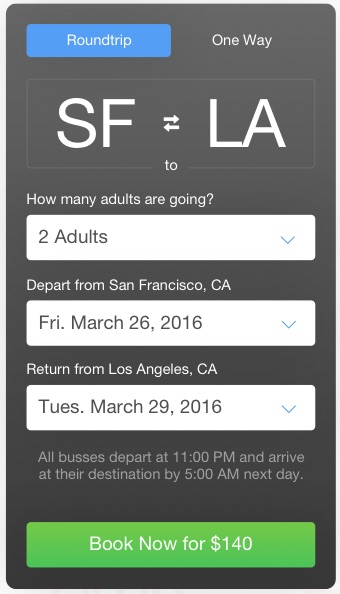 Roundtrip One Way
SF ⇄ LA
to
How many adults are going?
2 Adults
Depart from San Francisco, CA
Fri. March 26, 2016
Return from Los Angeles, CA
Tues. March 29, 2016
All busses depart at 11:00 PM and arrive
at their destination by 5:00 AM next day.
Book Now for $140